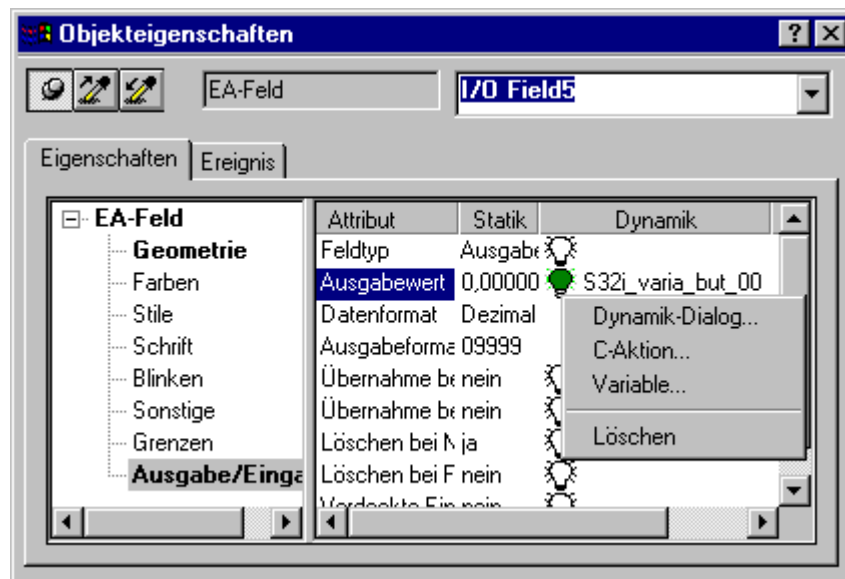 Objekteigenschaften
EA-Feld I/O Field5
Eigenschaften Ereignis
EA-Feld
Geometrie
Farben
Stile
Schrift
Blinken
Sonstige
Grenzen
Ausgabe/Einga
Attribut Statik Dynamik
Feldtyp Ausgabe
Ausgabewert 0,00000 S32i_varia_but_00
Datenformat Dezimal
Ausgabeforma 09999
Übernahme be nein
Übernahme be nein
Löschen bei N ja
Löschen bei F nein
Dynamik-Dialog...
C-Aktion...
Variable...
Löschen